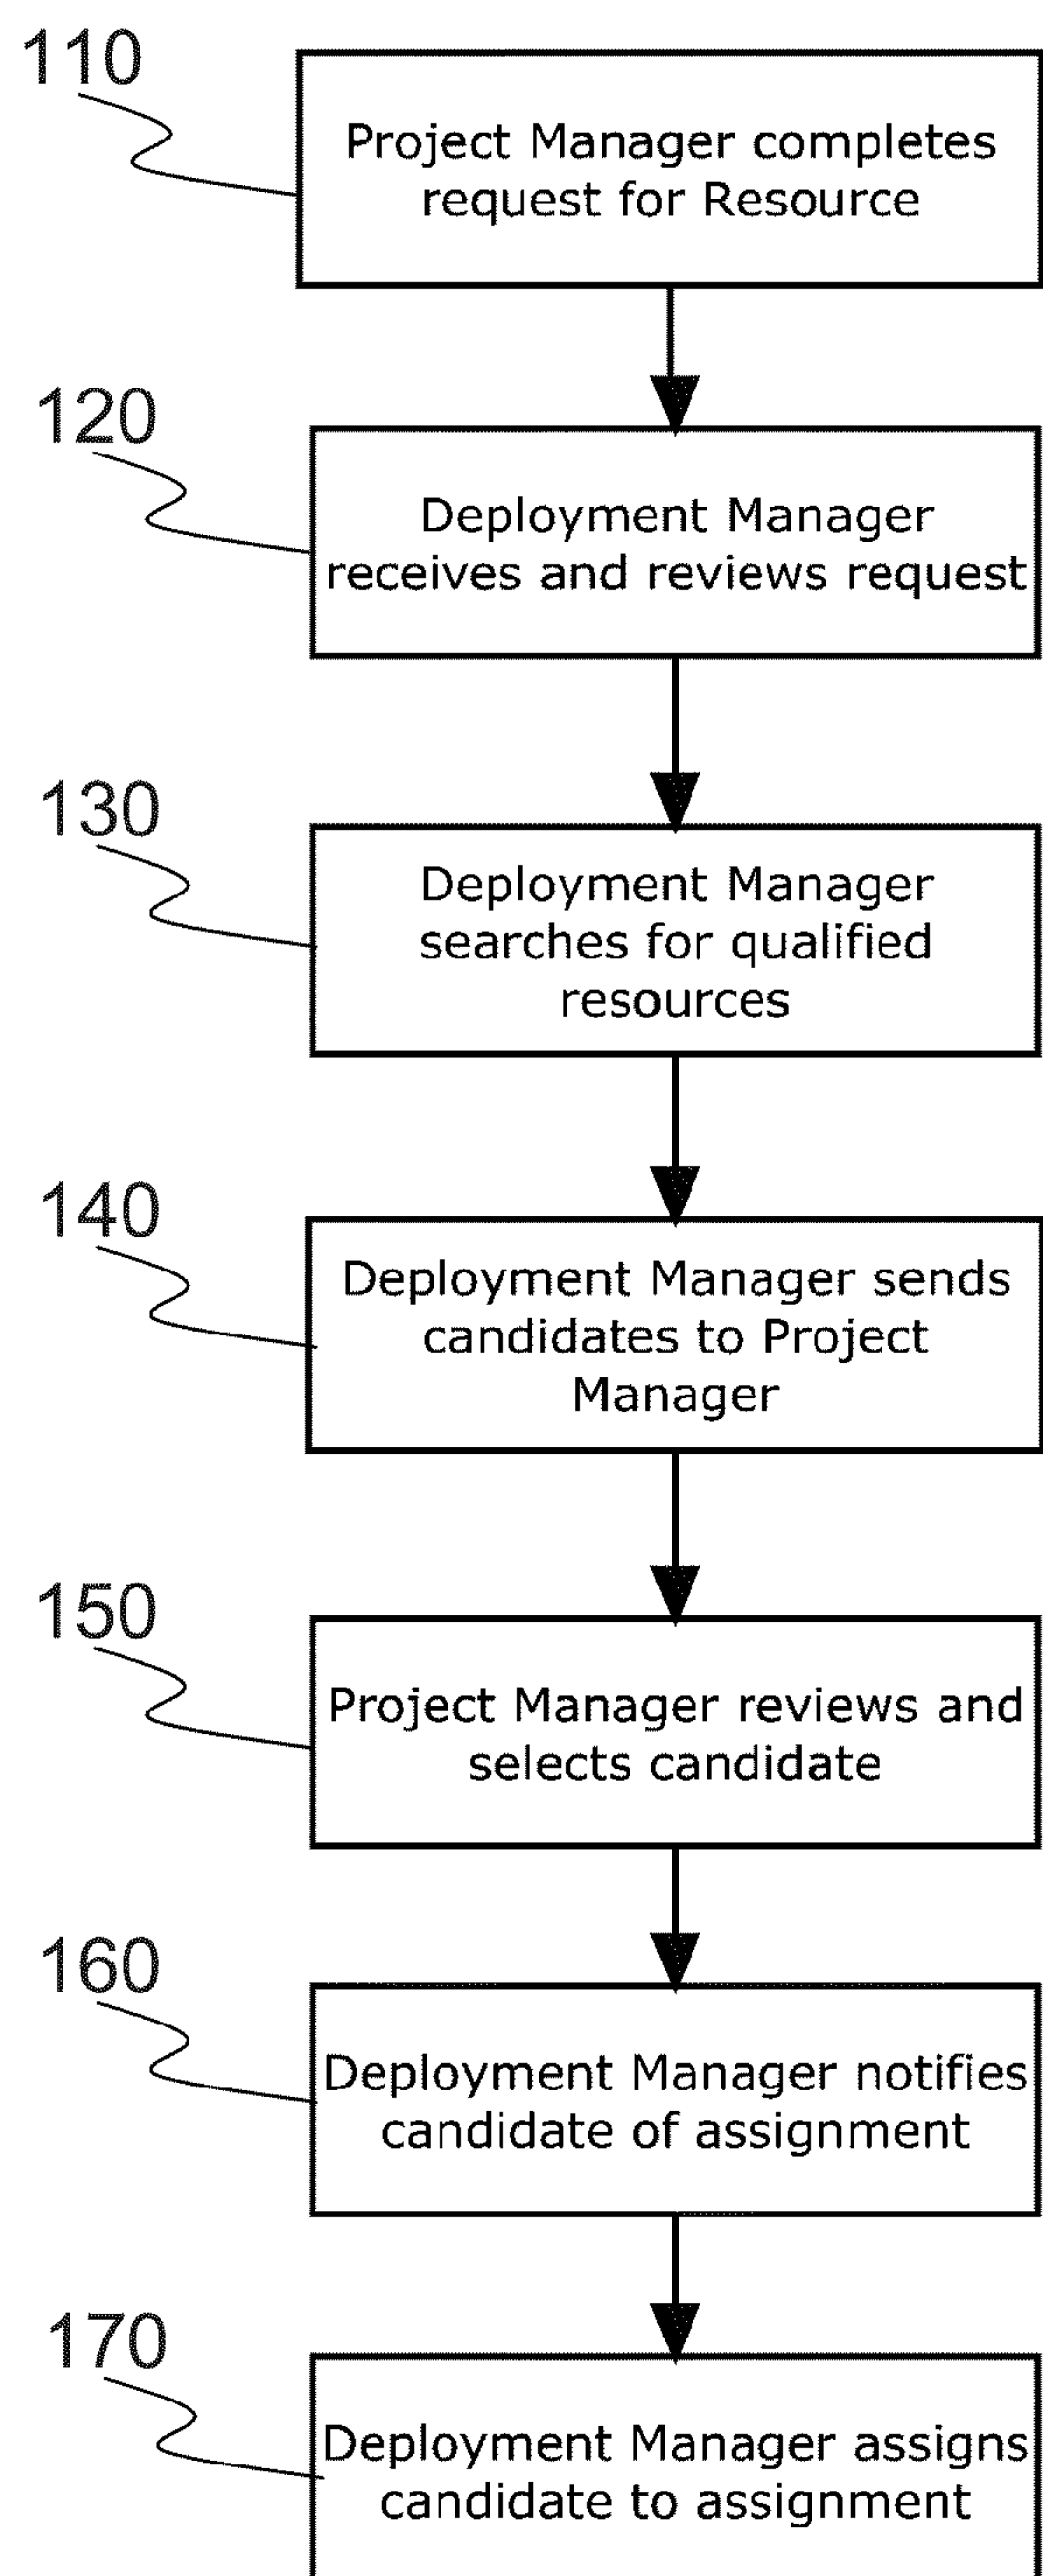 110
Project Manager completes
request for Resource
120
Deployment Manager
receives and reviews request
130
Deployment Manager
searches for qualified
resources
140
Deployment Manager sends
candidates to Project
Manager
150
Project Manager reviews and
selects candidate
160
Deployment Manager notifies
candidate of assignment
170
Deployment Manager assigns
candidate to assignment